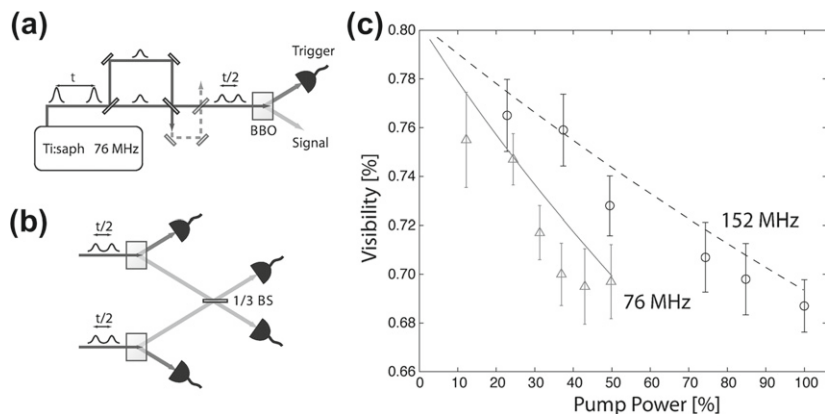 (a)
t
Ti:saph 76 MHz
t/2
BBO
Trigger
Signal
(b)
t/2
t/2
1/3 BS
(c)
Visibility [%]
0.80
0.78
0.76
0.74
0.72
0.70
0.68
0.66
152 MHz
76 MHz
0 10 20 30 40 50 60 70 80 90 100
Pump Power [%]